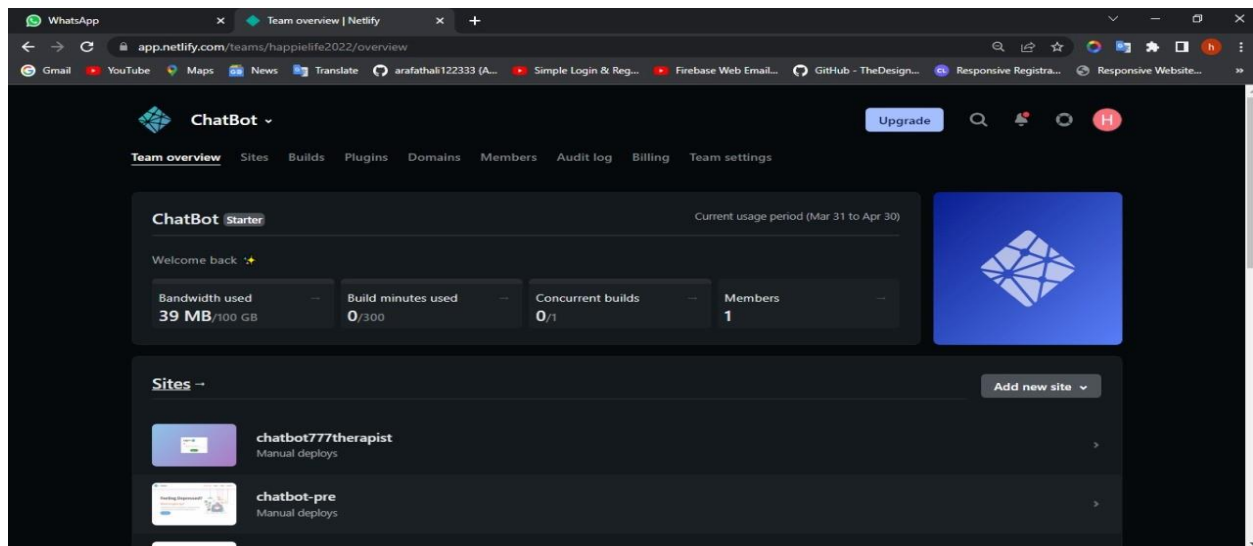 WhatsApp
Team overview | Netlify
app.netlify.com/teams/happielife2022/overview
Gmail YouTube Maps News Translate arafathali122333 (A... Simple Login & Reg... Firebase Web Email... GitHub - TheDesign... Responsive Registra... Responsive Website...
ChatBot
Upgrade
H
Team overview Sites Builds Plugins Domains Members Audit log Billing Team settings
ChatBot Starter
Current usage period (Mar 31 to Apr 30)
Welcome back
Bandwidth used
39 MB/100 GB
Build minutes used
0/300
Concurrent builds
0/1
Members
1
Sites →
Add new site
chatbot777therapist
Manual deploys
chatbot-pre
Manual deploys